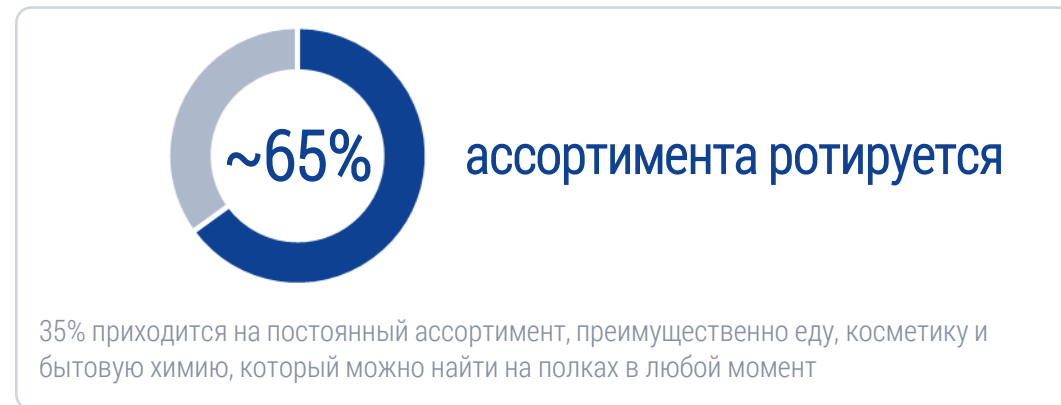 ~65%
ассортимента ротируется
35% приходится на постоянный ассортимент, преимущественно еду, косметику и
бытовую химию, который можно найти на полках в любой момент